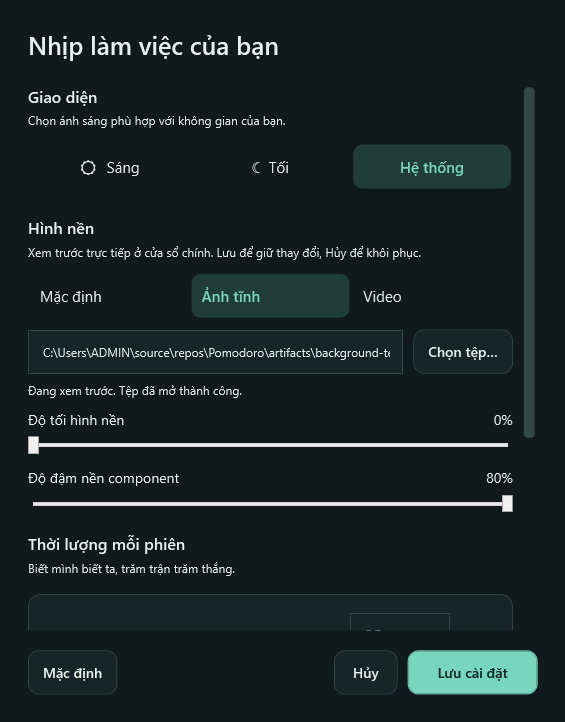 Nhịp làm việc của bạn
Giao diện
Chọn ánh sáng phù hợp với không gian của bạn.
Sáng
Tối
Hệ thống
Hình nền
Xem trước trực tiếp ở cửa sổ chính. Lưu để giữ thay đổi, Hủy để khôi phục.
Mặc định
Ảnh tĩnh
Video
C:\Users\ADMIN\source\repos\Pomodoro\artifacts\background-te
Chọn tệp...
Đang xem trước. Tệp đã mở thành công.
Độ tối hình nền 0%
Độ đậm nền component 80%
Thời lượng mỗi phiên
Biết mình biết ta, trăm trận trăm thắng.
Mặc định
Hủy
Lưu cài đặt